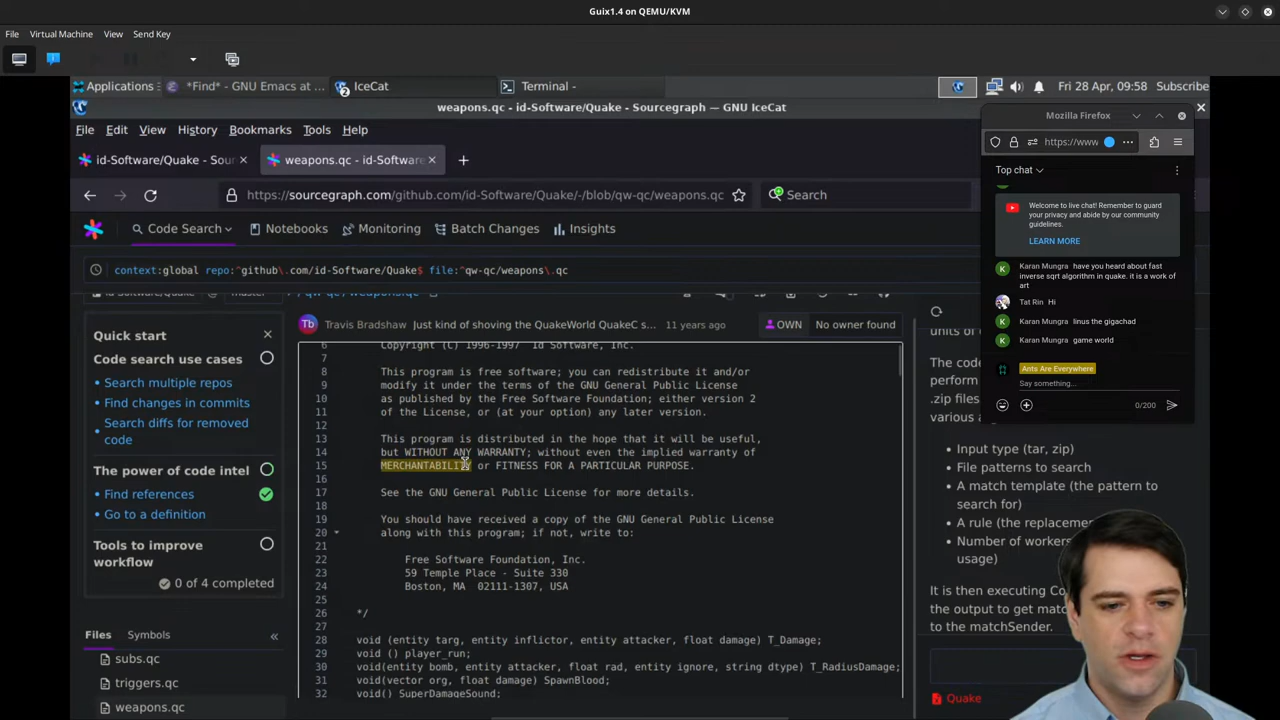 Guix1.4 on QEMU/KVM
File Virtual Machine View Send Key
Applications *Find* - GNU Emacs at ... IceCat Terminal - Fri 28 Apr, 09:58 Subscribe
weapons.qc - id-Software/Quake - Sourcegraph — GNU IceCat
File Edit View History Bookmarks Tools Help
id-Software/Quake - Sour
weapons.qc - id-Software
https://sourcegraph.com/github.com/id-Software/Quake/-/blob/qw-qc/weapons.qc
Search
Code Search Notebooks Monitoring Batch Changes Insights
context:global repo:^github\.com/id-Software/Quake$ file:^qw-qc/weapons\.qc
Quick start
Code search use cases
Search multiple repos
Find changes in commits
Search diffs for removed
code
The power of code intel
Find references
Go to a definition
Tools to improve
workflow
0 of 4 completed
Files Symbols
subs.qc
triggers.qc
weapons.qc
Tb Travis Bradshaw Just kind of shoving the QuakeWorld QuakeC s... 11 years ago OWN No owner found
6 Copyright (C) 1996-1997 Id Software, Inc.
7
8 This program is free software; you can redistribute it and/or
9 modify it under the terms of the GNU General Public License
10 as published by the Free Software Foundation; either version 2
11 of the License, or (at your option) any later version.
12
13 This program is distributed in the hope that it will be useful,
14 but WITHOUT ANY WARRANTY; without even the implied warranty of
15 MERCHANTABILITY or FITNESS FOR A PARTICULAR PURPOSE.
16
17 See the GNU General Public License for more details.
18
19 You should have received a copy of the GNU General Public License
20 along with this program; if not, write to:
21
22 Free Software Foundation, Inc.
23 59 Temple Place - Suite 330
24 Boston, MA 02111-1307, USA
25
26 */
27
28 void (entity targ, entity inflictor, entity attacker, float damage) T_Damage;
29 void () player_run;
30 void(entity bomb, entity attacker, float rad, entity ignore, string dtype) T_RadiusDamage;
31 void(vector org, float damage) SpawnBlood;
32 void() SuperDamageSound;
Mozilla Firefox
https://www
Top chat
Welcome to live chat! Remember to guard
your privacy and abide by our community
guidelines.
LEARN MORE
K Karan Mungra have you heard about fast
inverse sqrt algorithm in quake. it is a work of
art
Tat Rin Hi
K Karan Mungra linus the gigachad
K Karan Mungra game world
Ants Are Everywhere
Say something...
0/200
The code
perform
.zip files
various a
Input type (tar, zip)
File patterns to search
A match template (the pattern to
search for)
A rule (the replacemen
Number of workers
usage)
It is then executing Co
the output to get matc
to the matchSender.
Quake